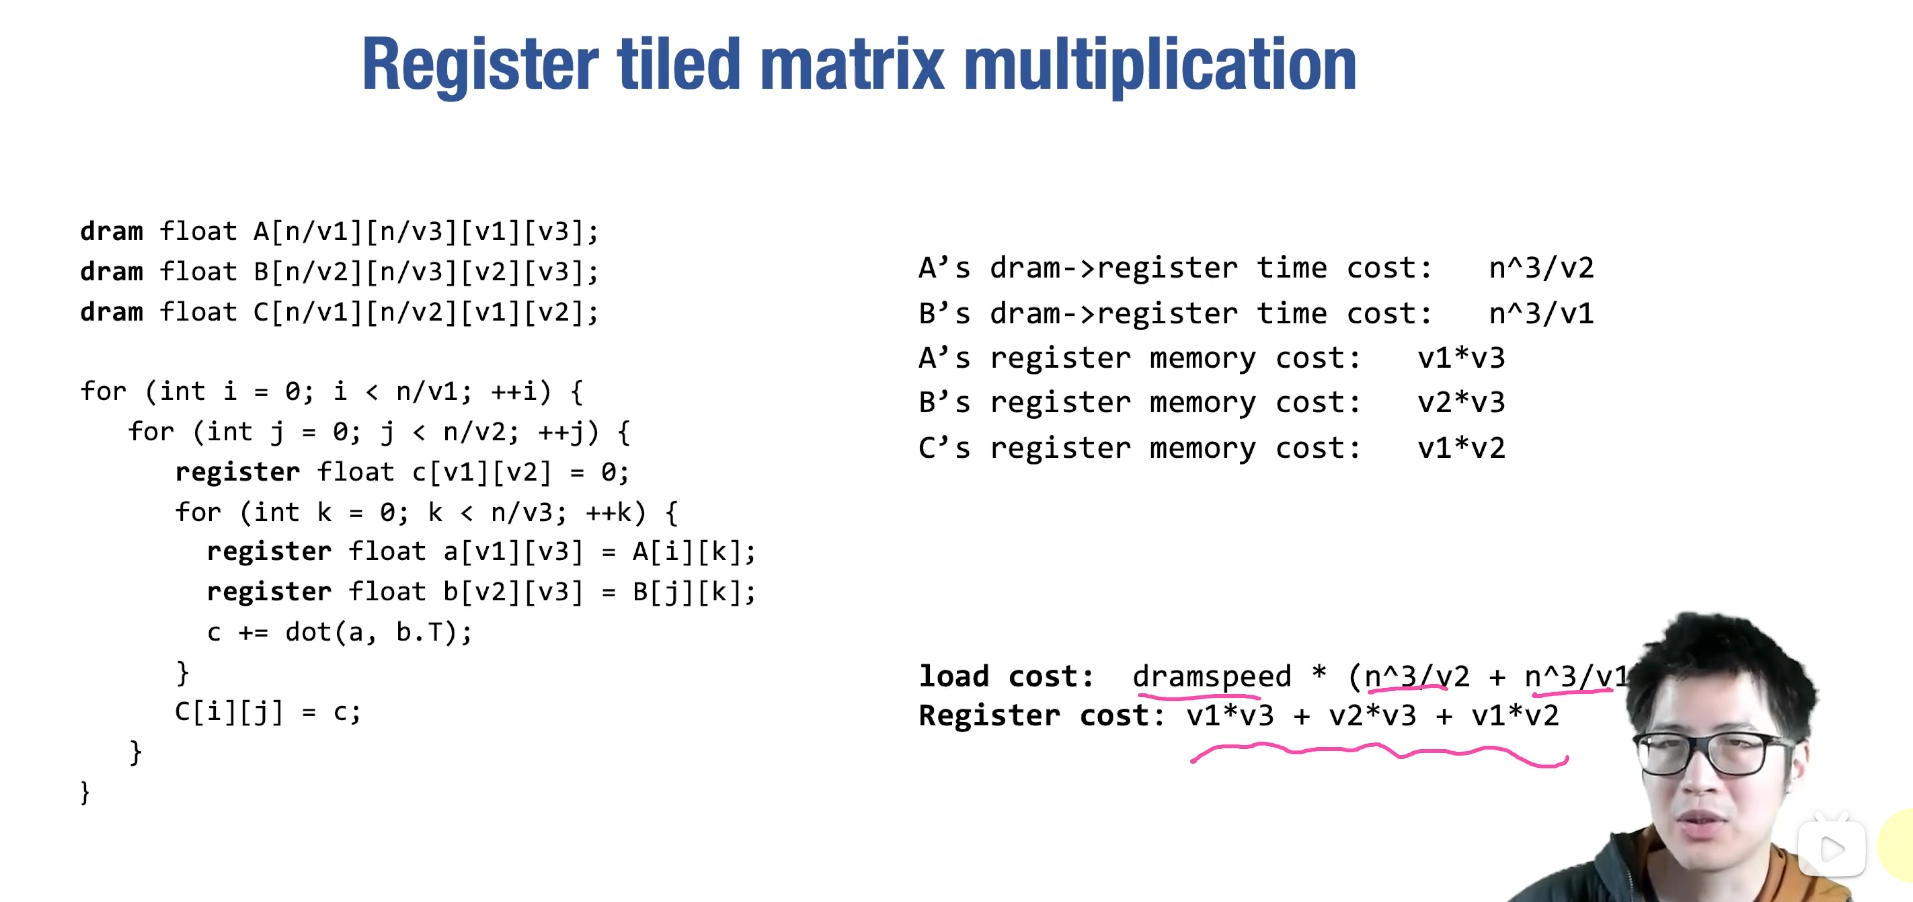 Register tiled matrix multiplication
dram float A[n/v1][n/v3][v1][v3];
dram float B[n/v2][n/v3][v2][v3];
dram float C[n/v1][n/v2][v1][v2];
for (int i = 0; i < n/v1; ++i) {
for (int j = 0; j < n/v2; ++j) {
register float c[v1][v2] = 0;
for (int k = 0; k < n/v3; ++k) {
register float a[v1][v3] = A[i][k];
register float b[v2][v3] = B[j][k];
c += dot(a, b.T);
}
C[i][j] = c;
}
}
A’s dram->register time cost: n^3/v2
B’s dram->register time cost: n^3/v1
A’s register memory cost: v1*v3
B’s register memory cost: v2*v3
C’s register memory cost: v1*v2
load cost: dramspeed * (n^3/v2 + n^3/v1
Register cost: v1*v3 + v2*v3 + v1*v2